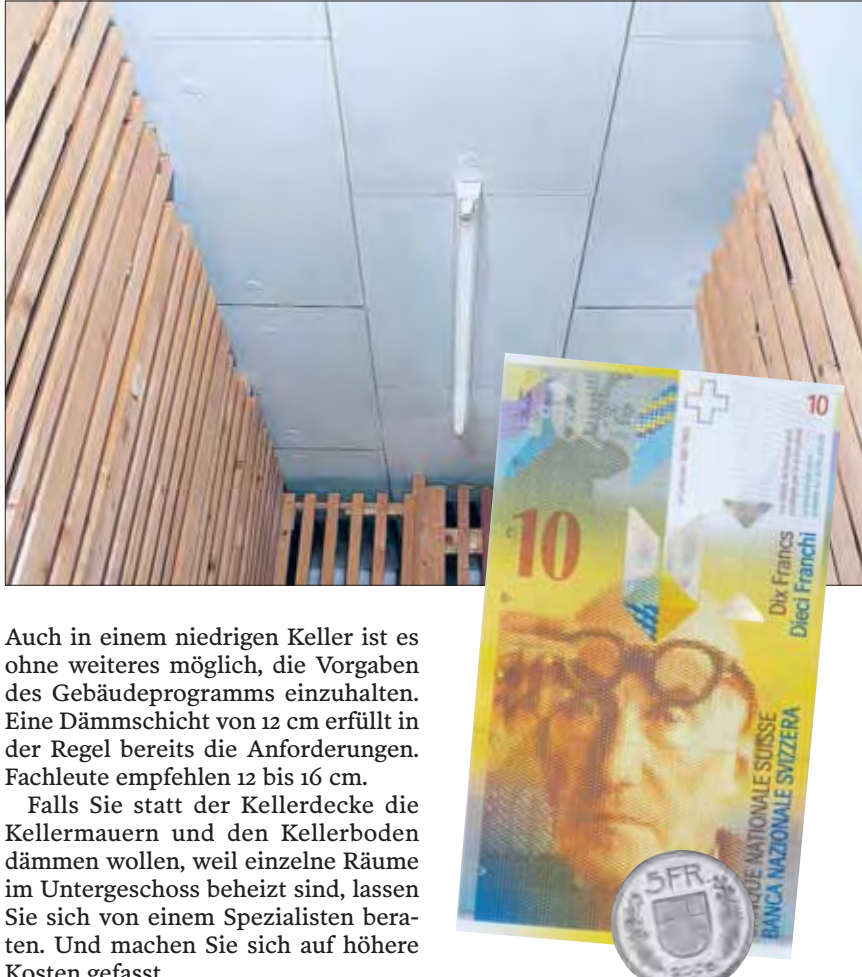 10
10
Dix Francs
Dieci Franchi
BANQUE NATIONALE SUISSE
BANCA NAZIONALE SVIZZERA
5FR.
Auch in einem niedrigen Keller ist es
ohne weiteres möglich, die Vorgaben
des Gebäudeprogramms einzuhalten.
Eine Dämmschicht von 12 cm erfüllt in
der Regel bereits die Anforderungen.
Fachleute empfehlen 12 bis 16 cm.
Falls Sie statt der Kellerdecke die
Kellermauern und den Kellerboden
dämmen wollen, weil einzelne Räume
im Untergeschoss beheizt sind, lassen
Sie sich von einem Spezialisten bera-
ten. Und machen Sie sich auf höhere
Kosten gefasst